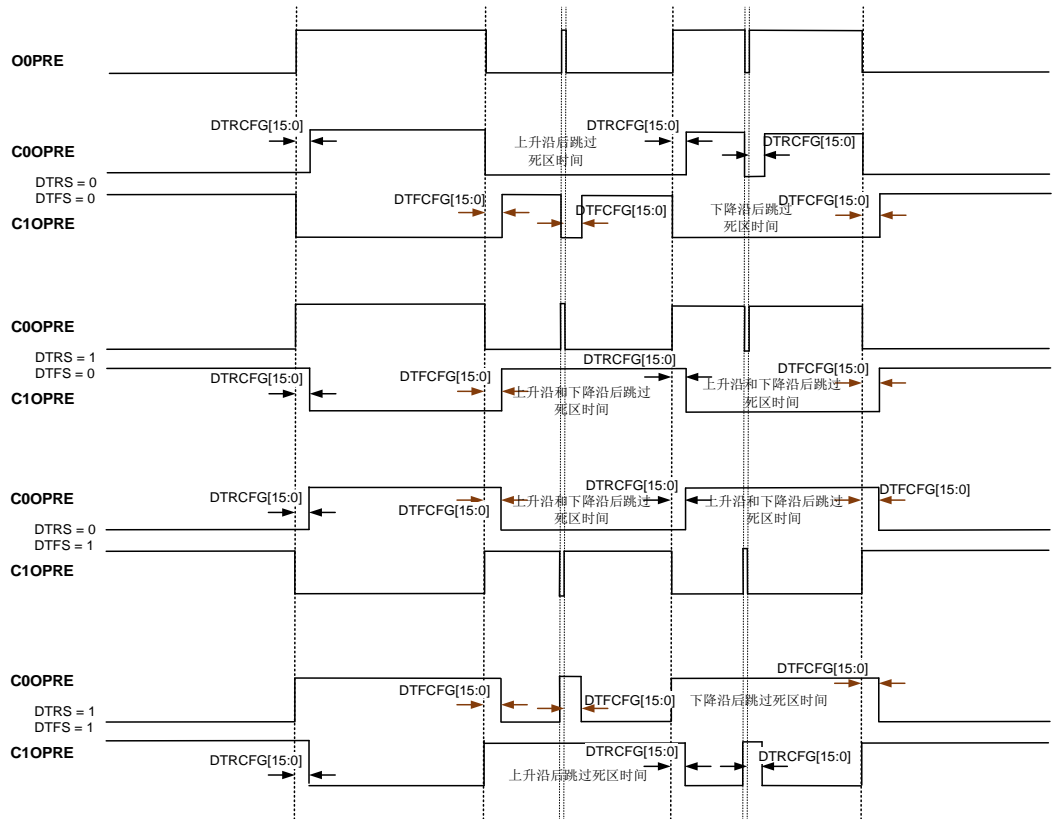 O0PRE
DTRCFG[15:0]
上升沿后跳过
死区时间
DTRCFG[15:0]
DTRCFG[15:0]
C0OPRE
DTRS = 0
DTFS = 0
C1OPRE
DTFCFG[15:0]
DTFCFG[15:0]
下降沿后跳过
死区时间
DTFCFG[15:0]
C0OPRE
DTRS = 1
DTFS = 0
C1OPRE
DTRCFG[15:0]
DTFCFG[15:0]
上升沿和下降沿后跳过
死区时间
DTRCFG[15:0]
上升沿和下降沿后跳过
死区时间
DTFCFG[15:0]
C0OPRE
DTRS = 0
DTFS = 1
C1OPRE
DTRCFG[15:0]
DTFCFG[15:0]
上升沿和下降沿后跳过
死区时间
DTRCFG[15:0]
上升沿和下降沿后跳过
死区时间
DTFCFG[15:0]
C0OPRE
DTRS = 1
DTFS = 1
C1OPRE
DTFCFG[15:0]
DTFCFG[15:0]
下降沿后跳过死区时间
DTFCFG[15:0]
DTRCFG[15:0]
上升沿后跳过死区时间
DTRCFG[15:0]
DTRCFG[15:0]